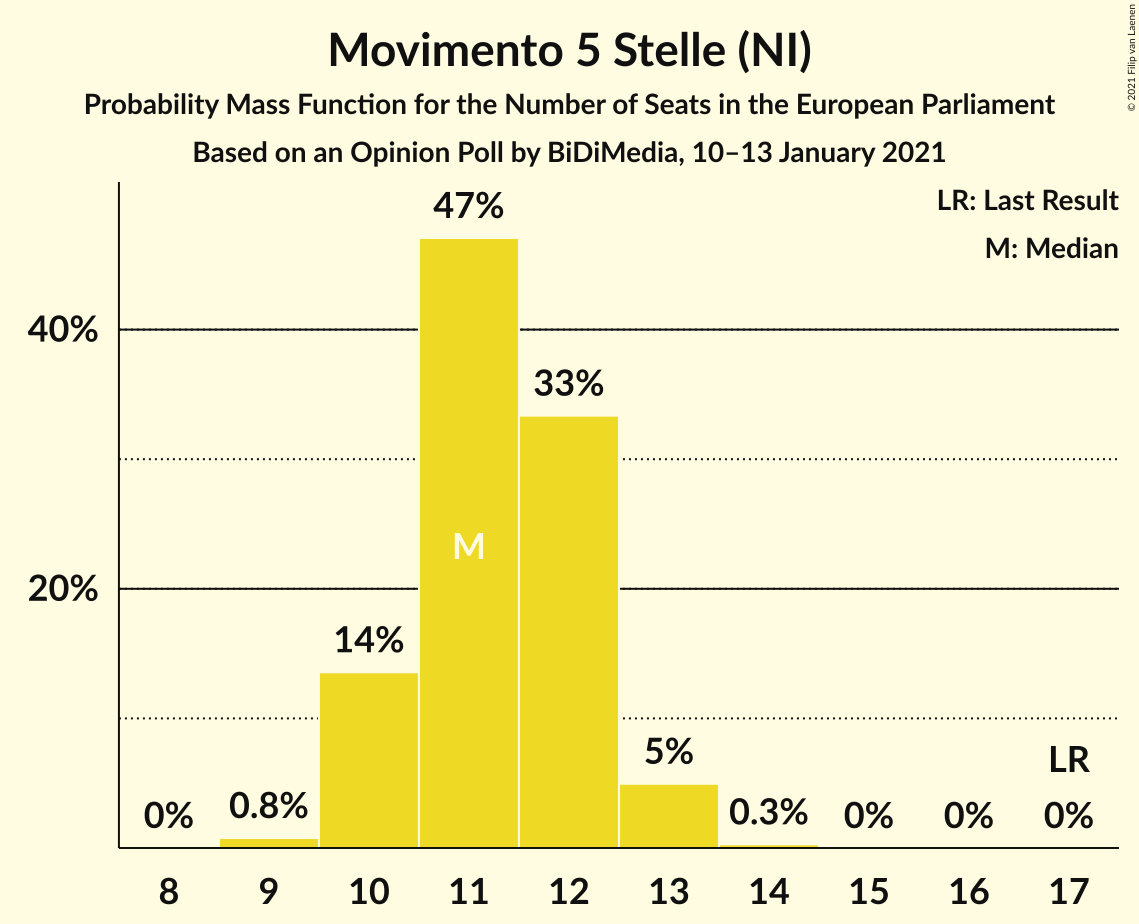 Movimento 5 Stelle (NI)
Probability Mass Function for the Number of Seats in the European Parliament
Based on an Opinion Poll by BiDiMedia, 10–13 January 2021
© 2021 Filip van Laenen
LR: Last Result
M: Median
47%
40%
33%
M
20%
14%
5%
LR
0%
0.8%
0.3%
0%
0%
0%
8
9
10
11
12
13
14
15
16
17